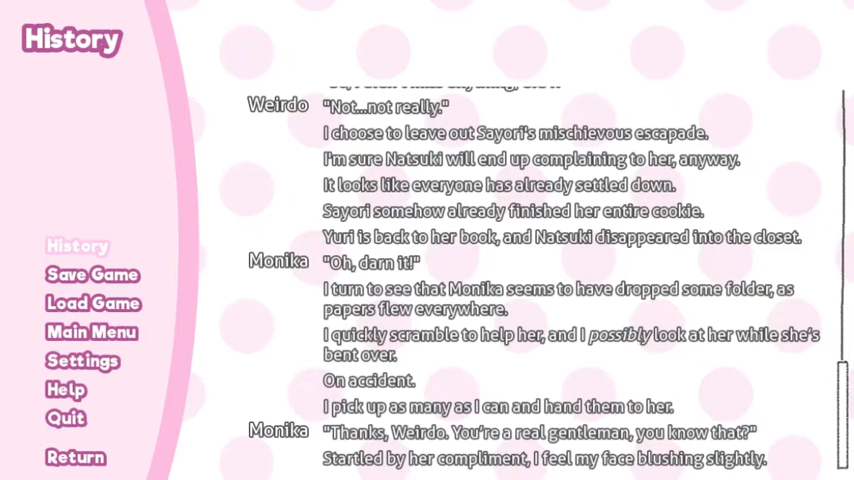 History
Weirdo "Not...not really."
I choose to leave out Sayori's mischievous escapade.
I'm sure Natsuki will end up complaining to her, anyway.
It looks like everyone has already settled down.
Sayori somehow already finished her entire cookie.
Yuri is back to her book, and Natsuki disappeared into the closet.
Monika "Oh, darn it!"
I turn to see that Monika seems to have dropped some folder, as
papers flew everywhere.
I quickly scramble to help her, and I possibly look at her while she's
bent over.
On accident.
I pick up as many as I can and hand them to her.
Monika "Thanks, Weirdo. You're a real gentleman, you know that?"
Startled by her compliment, I feel my face blushing slightly.
History
Save Game
Load Game
Main Menu
Settings
Help
Quit
Return